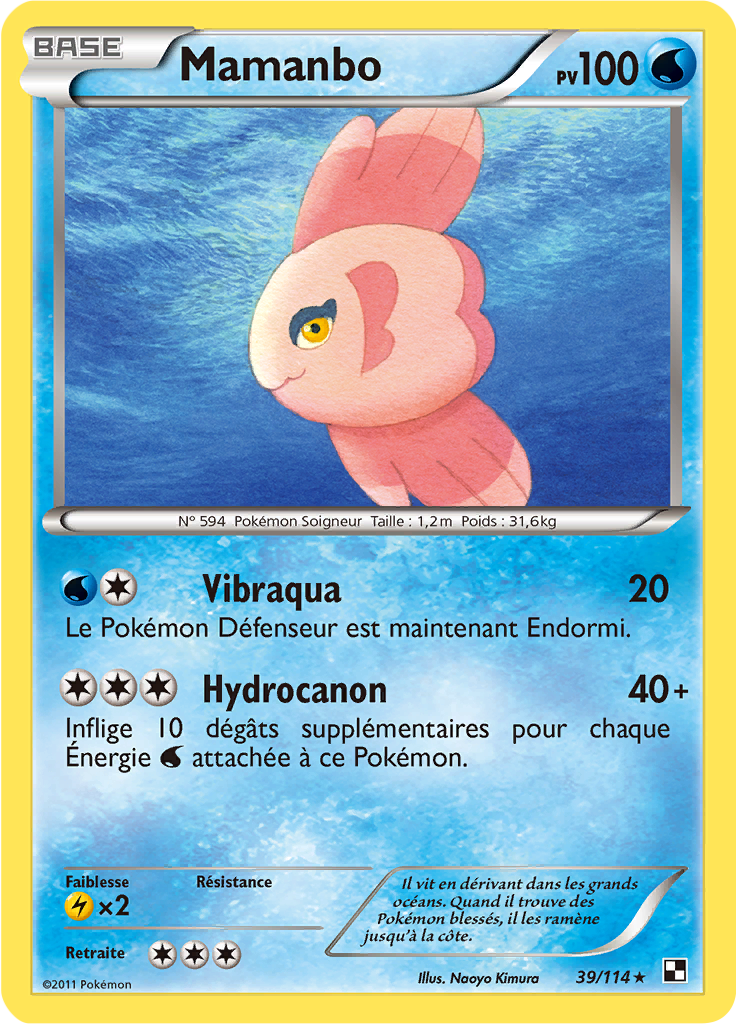 BASE
Mamanbo
PV100
N° 594 Pokémon Soigneur Taille : 1,2m Poids : 31,6kg
Vibraqua 20
Le Pokémon Défenseur est maintenant Endormi.
Hydrocanon 40+
Inflige 10 dégâts supplémentaires pour chaque
Énergie attachée à ce Pokémon.
Faiblesse
×2
Résistance
Retraite
Il vit en dérivant dans les grands
océans. Quand il trouve des
Pokémon blessés, il les ramène
jusqu'à la côte.
©2011 Pokémon
Illus. Naoyo Kimura
39/114 ★